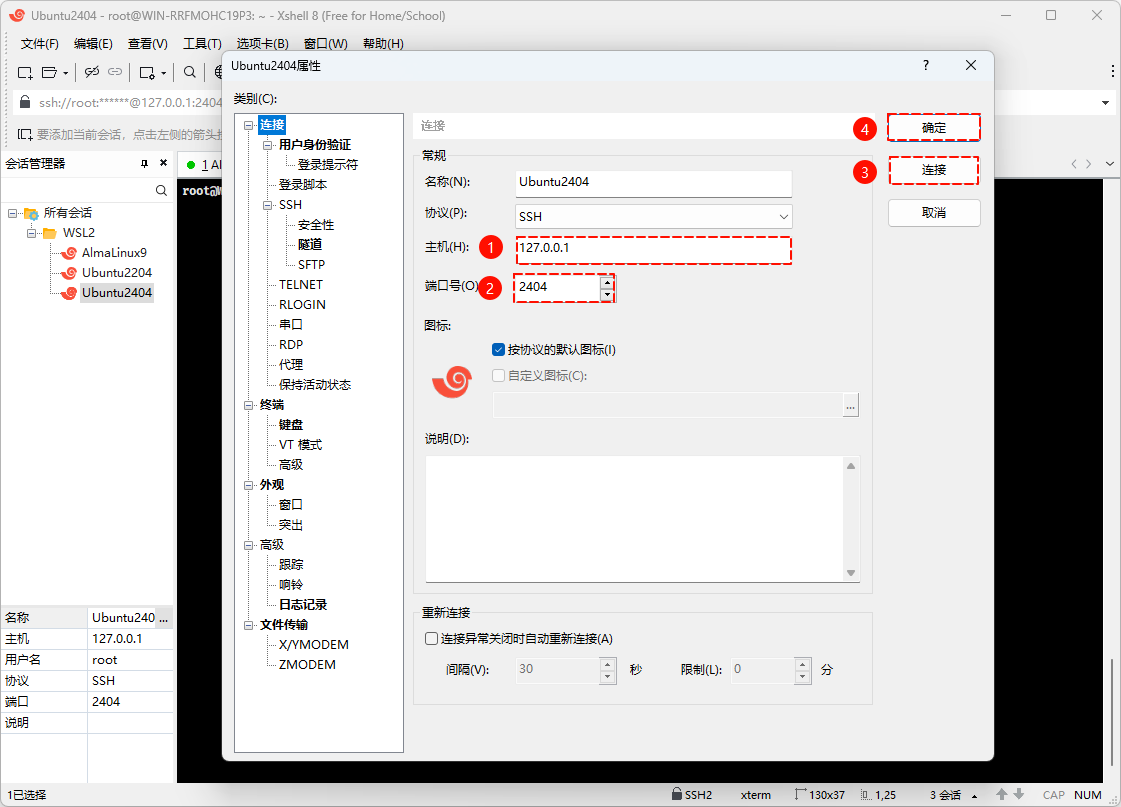 Ubuntu2404 - root@WIN-RRFMOHC19P3: ~ - Xshell 8 (Free for Home/School)
文件(F) 编辑(E) 查看(V) 工具(T) 选项卡(B) 窗口(W) 帮助(H)
ssh://root:******@127.0.0.1:2404
要添加当前会话，点击左侧的箭头按
会话管理器
1 Al
root@W
所有会话
WSL2
AlmaLinux9
Ubuntu2204
Ubuntu2404
名称 Ubuntu240 ...
主机 127.0.0.1
用户名 root
协议 SSH
端口 2404
说明
Ubuntu2404属性 ?
类别(C):
连接
用户身份验证
登录提示符
登录脚本
SSH
安全性
隧道
SFTP
TELNET
RLOGIN
串口
RDP
代理
保持活动状态
终端
键盘
VT 模式
高级
外观
窗口
突出
高级
跟踪
响铃
日志记录
文件传输
X/YMODEM
ZMODEM
连接
常规
名称(N): Ubuntu2404
协议(P): SSH
主机(H): 1 127.0.0.1
端口号(O) 2 2404
图标:
按协议的默认图标(I)
自定义图标(C):
...
说明(D):
重新连接
连接异常关闭时自动重新连接(A)
间隔(V): 30 秒 限制(L): 0 分
4 确定
3 连接
取消
1已选择 SSH2 xterm 130x37 1,25 3 会话 CAP NUM